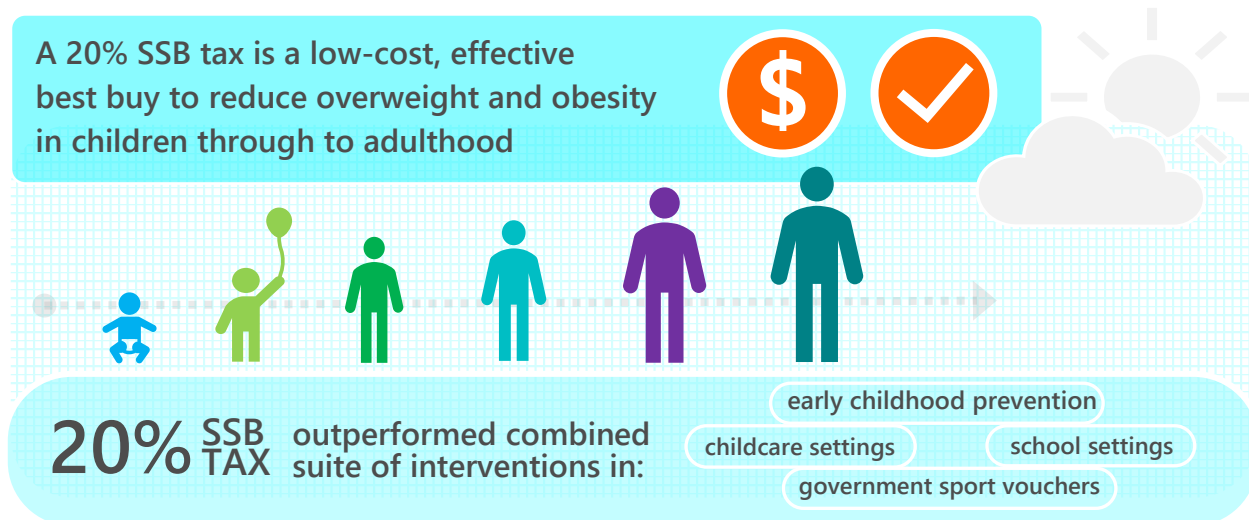 A 20% SSB tax is a low-cost, effective
best buy to reduce overweight and obesity
in children through to adulthood
$
20% SSB TAX
outperformed combined
suite of interventions in:
early childhood prevention
childcare settings
school settings
government sport vouchers